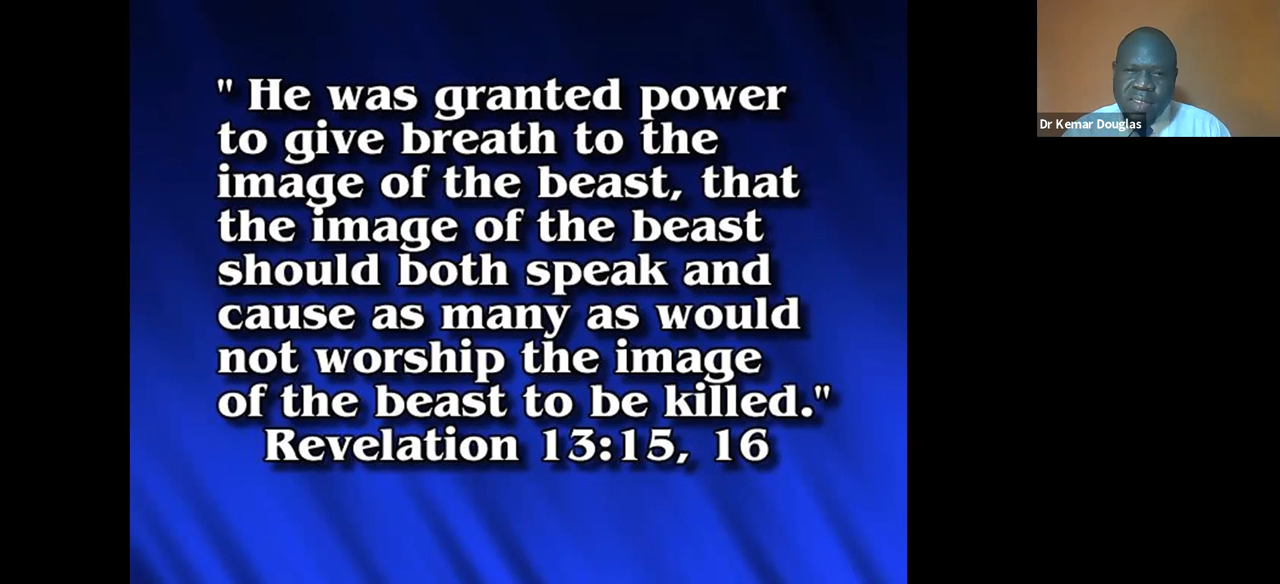 " He was granted power
to give breath to the
image of the beast, that
the image of the beast
should both speak and
cause as many as would
not worship the image
of the beast to be killed."
Revelation 13:15, 16
Dr Kemar Douglas